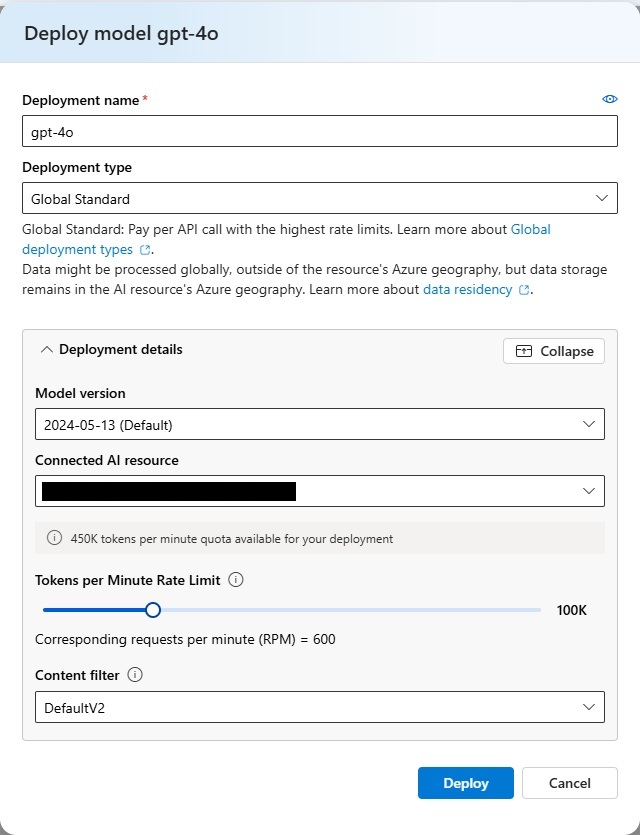 Deploy model gpt-4o
Deployment name *
gpt-4o
Deployment type
Global Standard
Global Standard: Pay per API call with the highest rate limits. Learn more about Global
deployment types.
Data might be processed globally, outside of the resource's Azure geography, but data storage
remains in the AI resource's Azure geography. Learn more about data residency.
Deployment details
Collapse
Model version
2024-05-13 (Default)
Connected AI resource
450K tokens per minute quota available for your deployment
Tokens per Minute Rate Limit
100K
Corresponding requests per minute (RPM) = 600
Content filter
DefaultV2
Deploy
Cancel